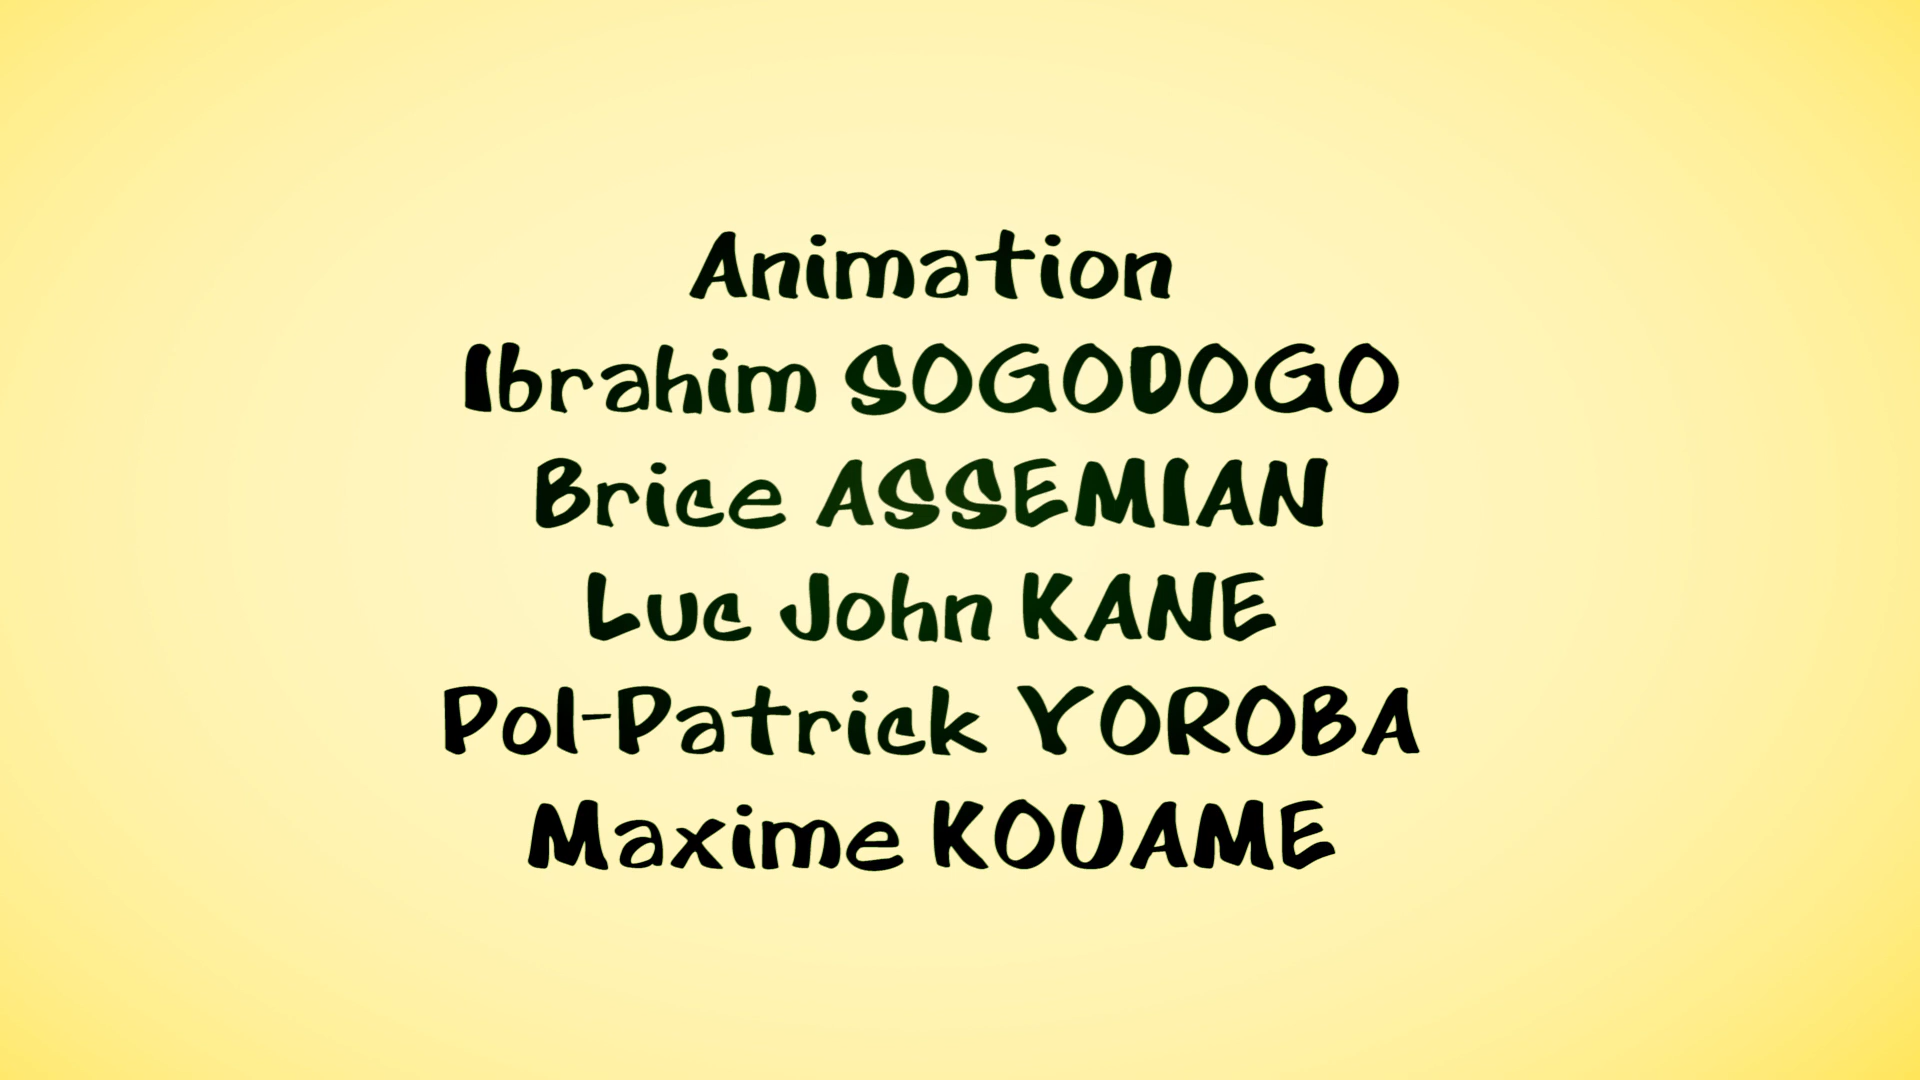 Animation
Ibrahim SOGODOGO
Brice ASSEMIAN
Luc John KANE
Pol-Patrick YOROBA
Maxime KOUAME